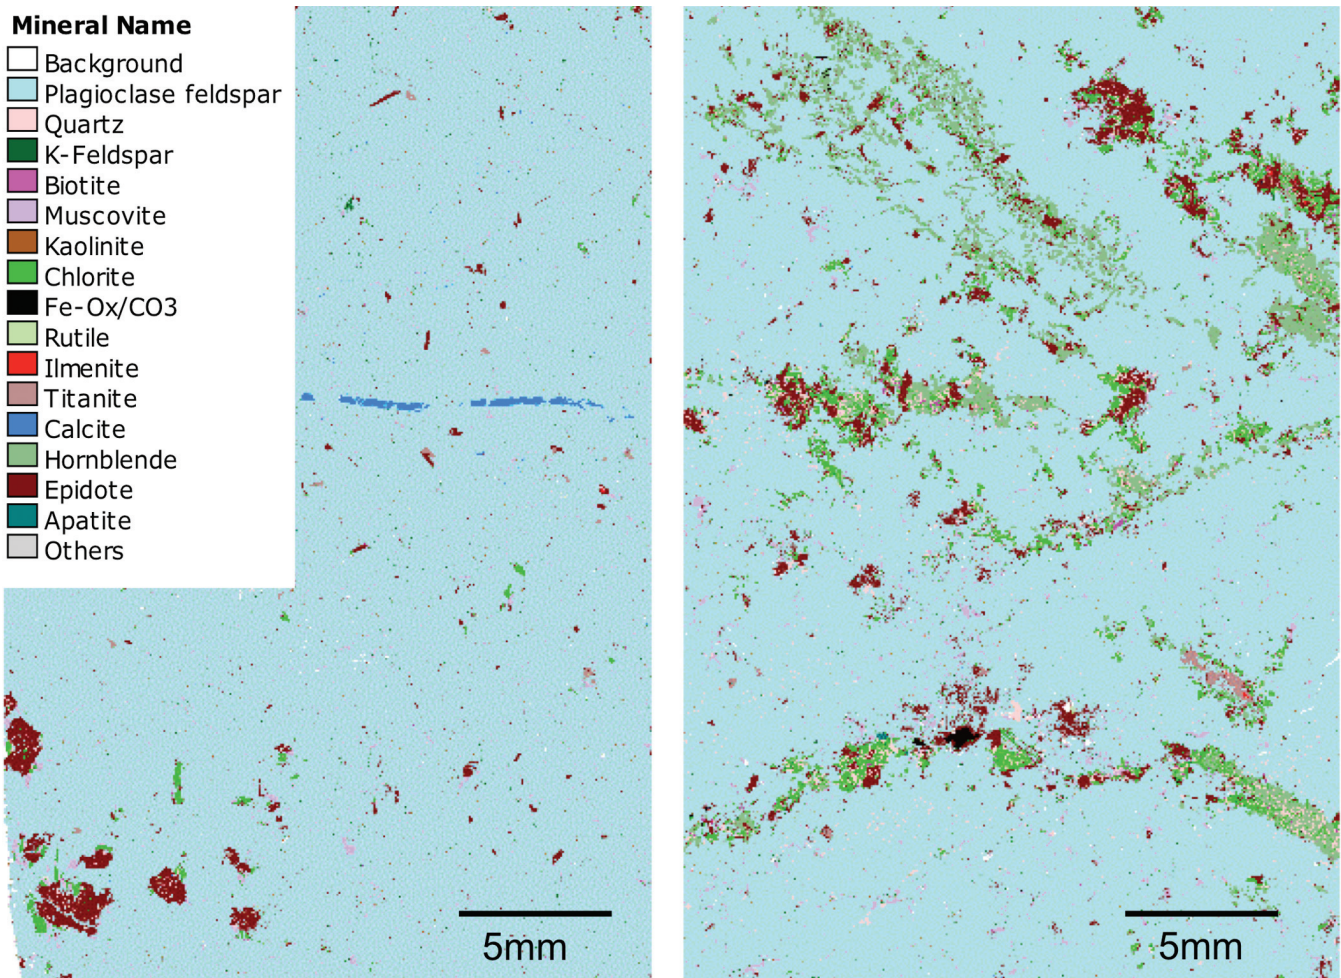 Mineral Name
Background
Plagioclase feldspar
Quartz
K-Feldspar
Biotite
Muscovite
Kaolinite
Chlorite
Fe-Ox/CO3
Rutile
Ilmenite
Titanite
Calcite
Hornblende
Epidote
Apatite
Others
5mm
5mm